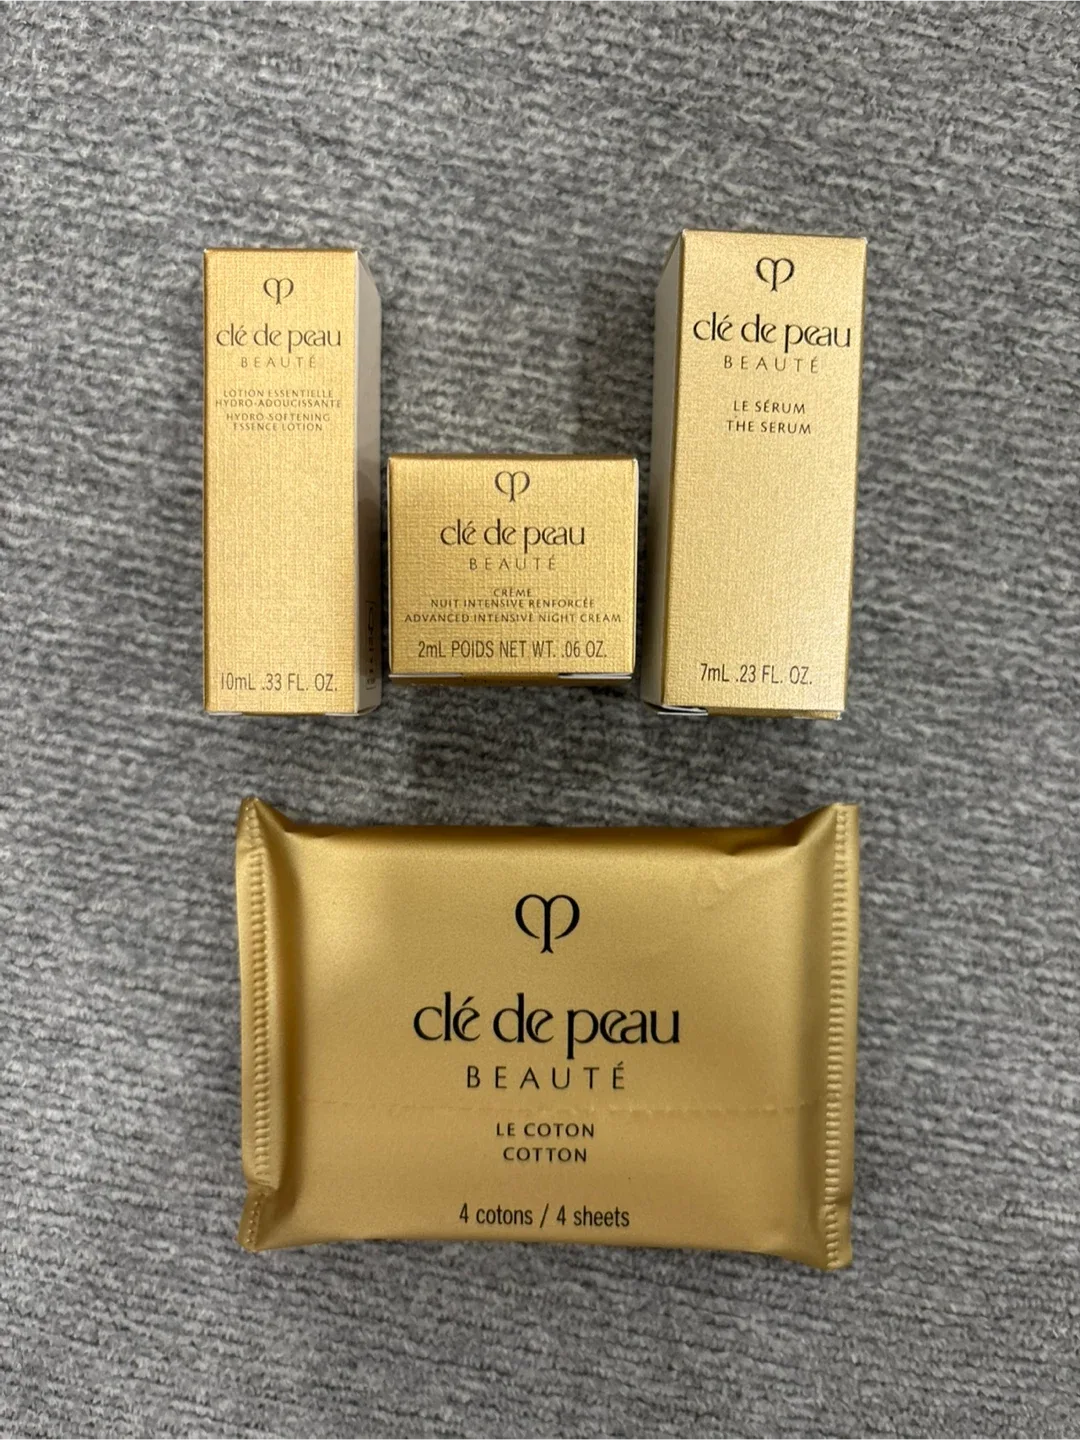 clé de peau
BEAUTÉ
LOTION ESSENTIELLE
HYDRO-ADOUCISSANTE
HYDRO-SOFTENING
ESSENCE LOTION
10mL .33 FL. OZ.
clé de peau
BEAUTÉ
CRÈME
NUIT INTENSIVE RENFORCÉE
ADVANCED INTENSIVE NIGHT CREAM
2mL POIDS NET WT. .06 OZ.
clé de peau
BEAUTÉ
LE SÉRUM
THE SERUM
7mL .23 FL. OZ.
clé de peau
BEAUTÉ
LE COTON
COTTON
4 cotons / 4 sheets